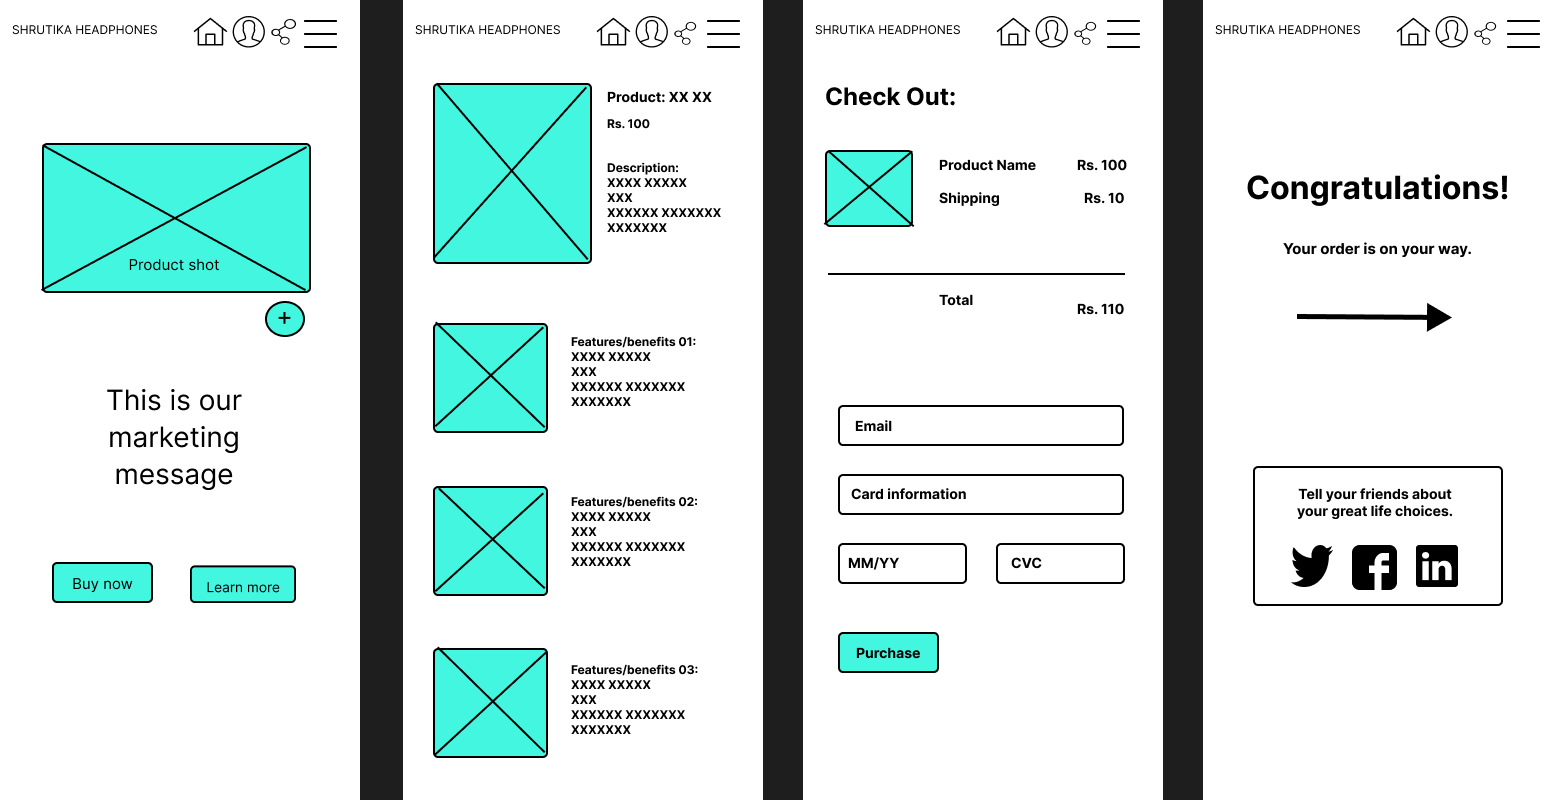 SHRUTIKA HEADPHONES
Product shot
+
This is our
marketing
message
Buy now
Learn more
SHRUTIKA HEADPHONES
Product: XX XX
Rs. 100
Description:
XXXX XXXXX
XXX
XXXXXX XXXXXXX
XXXXXXX
Features/benefits 01:
XXXX XXXXX
XXX
XXXXXX XXXXXXX
XXXXXXX
Features/benefits 02:
XXXX XXXXX
XXX
XXXXXX XXXXXXX
XXXXXXX
Features/benefits 03:
XXXX XXXXX
XXX
XXXXXX XXXXXXX
XXXXXXX
SHRUTIKA HEADPHONES
Check Out:
Product Name Rs. 100
Shipping Rs. 10
Total Rs. 110
Email
Card information
MM/YY CVC
Purchase
SHRUTIKA HEADPHONES
Congratulations!
Your order is on your way.
Tell your friends about
your great life choices.
in